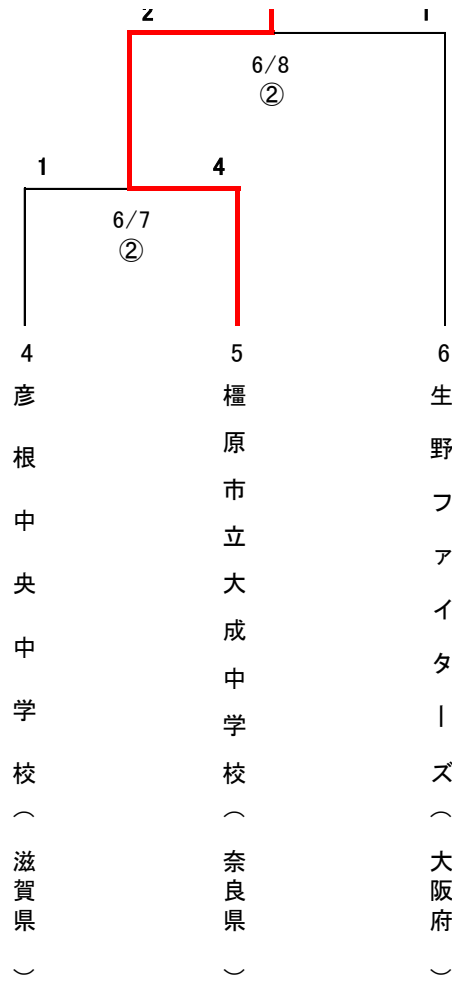 2 1
6/8
②
1 4
6/7
②
4 5 6
彦根中央中学校（滋賀県）
橿原市立大成中学校（奈良県）
生野ファイターズ（大阪府）